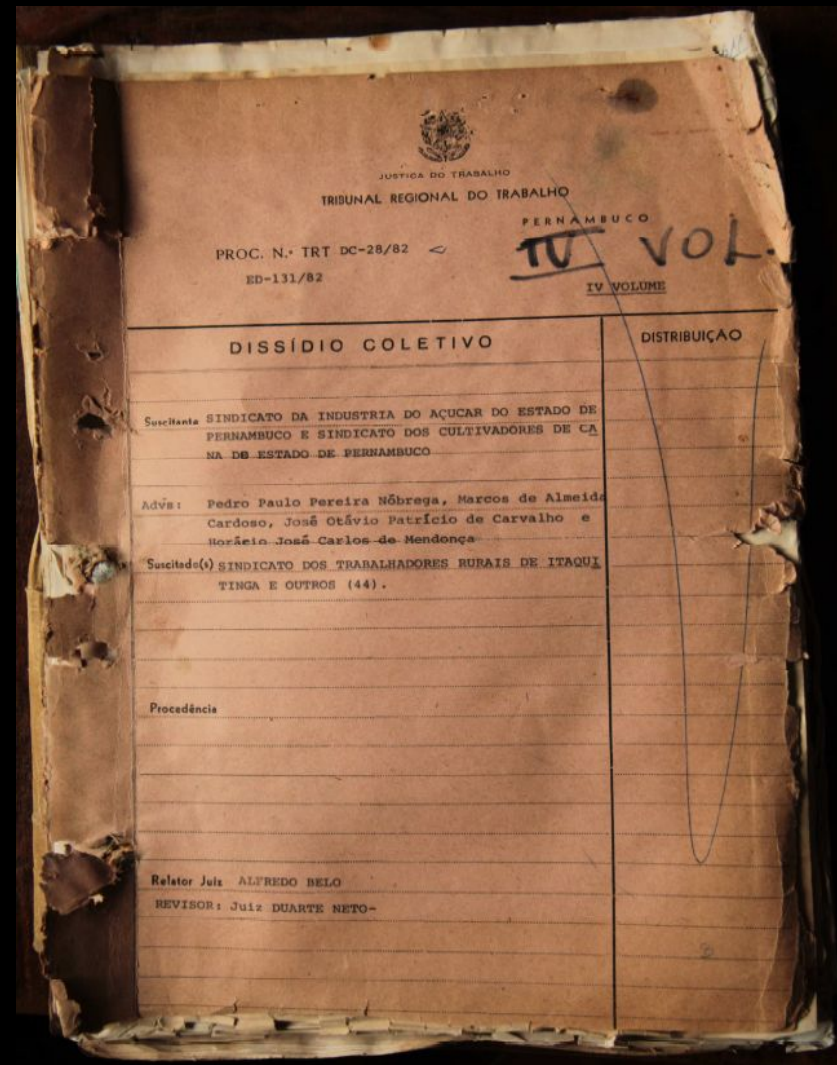 JUSTIÇA DO TRABALHO
TRIBUNAL REGIONAL DO TRABALHO
PERNAMBUCO
IV VOL.
PROC. N.º TRT DC-28/82
ED-131/82
IV VOLUME
DISSÍDIO COLETIVO
DISTRIBUIÇÃO
Suscitante SINDICATO DA INDUSTRIA DO AÇUCAR DO ESTADO DE
PERNAMBUCO E SINDICATO DOS CULTIVADORES DE CA
NA DO ESTADO DE PERNAMBUCO
Advs: Pedro Paulo Pereira Nóbrega, Marcos de Almeida
Cardoso, José Otávio Patrício de Carvalho e
Horácio José Carlos de Mendonça
Suscitado(s) SINDICATO DOS TRABALHADORES RURAIS DE ITAQUI
TINGA E OUTROS (44).
Procedência
Relator Juiz ALFREDO BELO
REVISOR: Juiz DUARTE NETO-